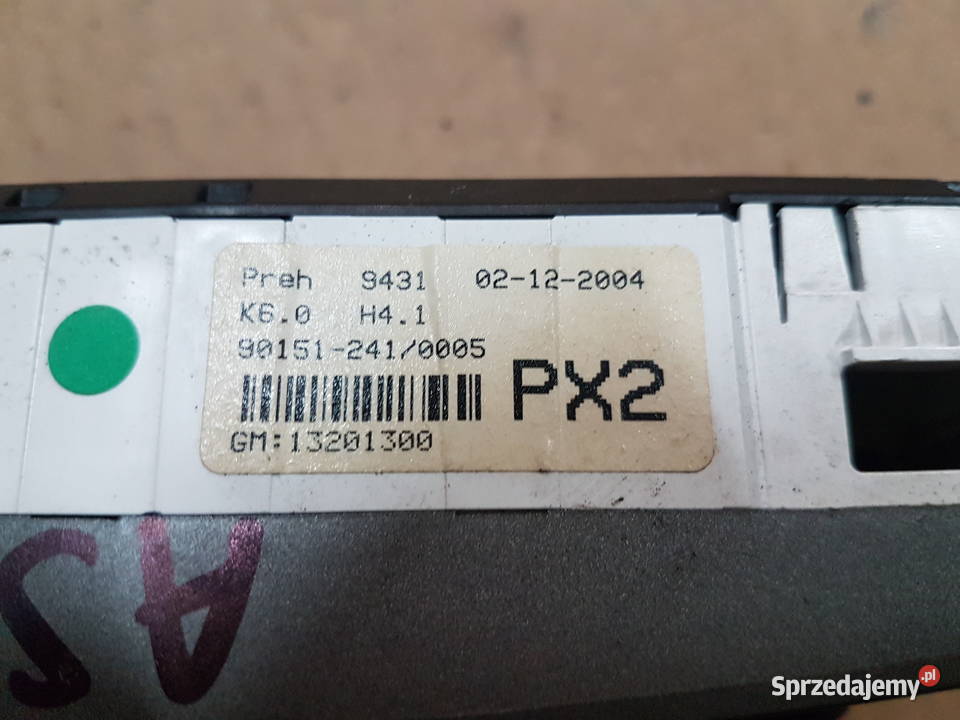 Preh 9431 02-12-2004
K6.0 H4.1
90151-241/0005
PX2
GM:13201300
AS
Sprzedajemy.pl